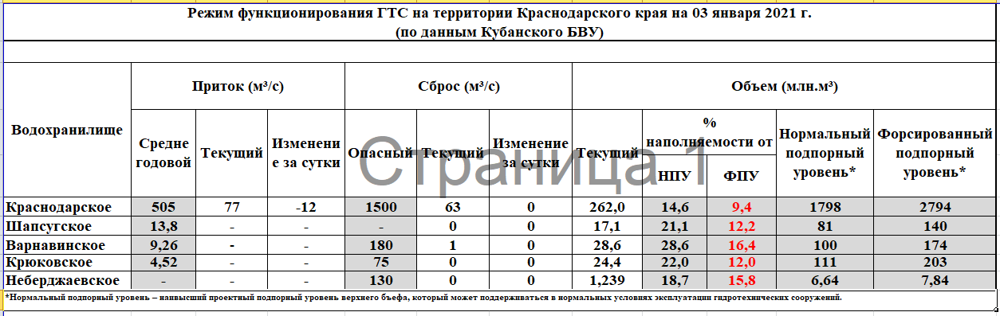 Режим функционирования ГТС на территории Краснодарского края на 03 января 2021 г.
(по данным Кубанского БВУ)
Водохранилище
Приток (м³/с)
Сброс (м³/с)
Объем (млн.м³)
Средне
годовой
Текущий
Изменени
е за сутки
Опасный
Текущий
Изменение
за сутки
Текущий
%
наполняемости от
НПУ
ФПУ
Нормальный
подпорный
уровень*
Форсированный
подпорный
уровень*
Страница 1
Краснодарское 505 77 -12 1500 63 0 262,0 14,6 9,4 1798 2794
Шапсугское 13,8 - - - 0 0 17,1 21,1 12,2 81 140
Варнавинское 9,26 - - 180 1 0 28,6 28,6 16,4 100 174
Крюковское 4,52 - - 75 0 0 24,4 22,0 12,0 111 203
Неберджаевское - - - 130 0 0 1,239 18,7 15,8 6,64 7,84
*Нормальный подпорный уровень – наивысший проектный подпорный уровень верхнего бъефа, который может поддерживаться в нормальных условиях эксплуатации гидротехнических сооружений.